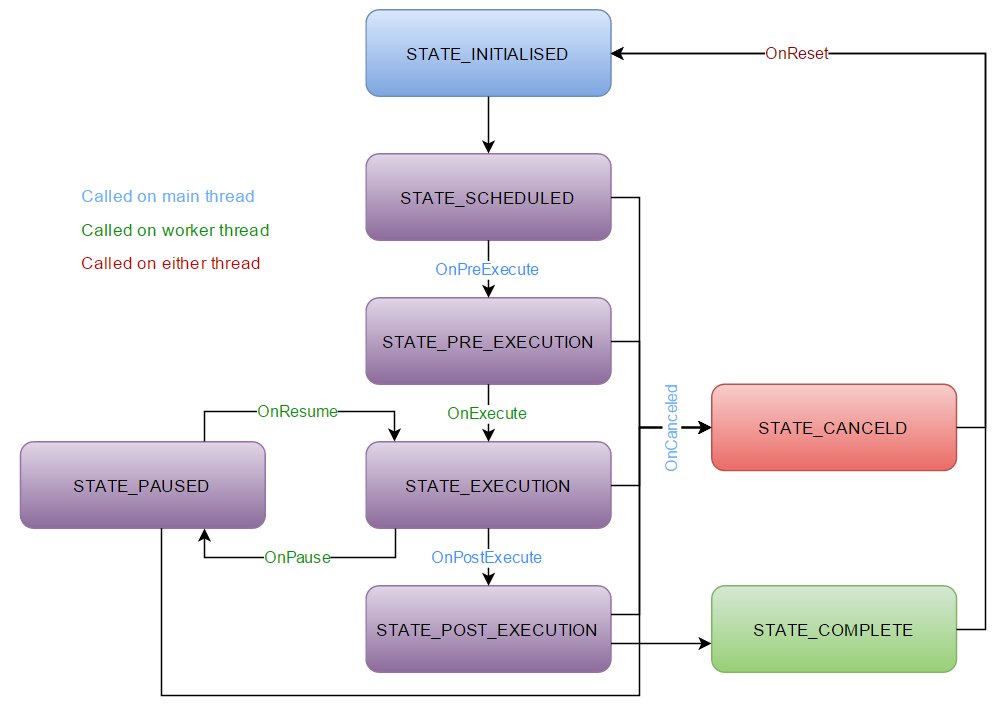 STATE_INITIALISED
OnReset
STATE_SCHEDULED
Called on main thread
Called on worker thread
Called on either thread
OnPreExecute
STATE_PRE_EXECUTION
OnResume
OnExecute
OnCanceled
STATE_CANCELD
STATE_PAUSED
STATE_EXECUTION
OnPause
OnPostExecute
STATE_POST_EXECUTION
STATE_COMPLETE